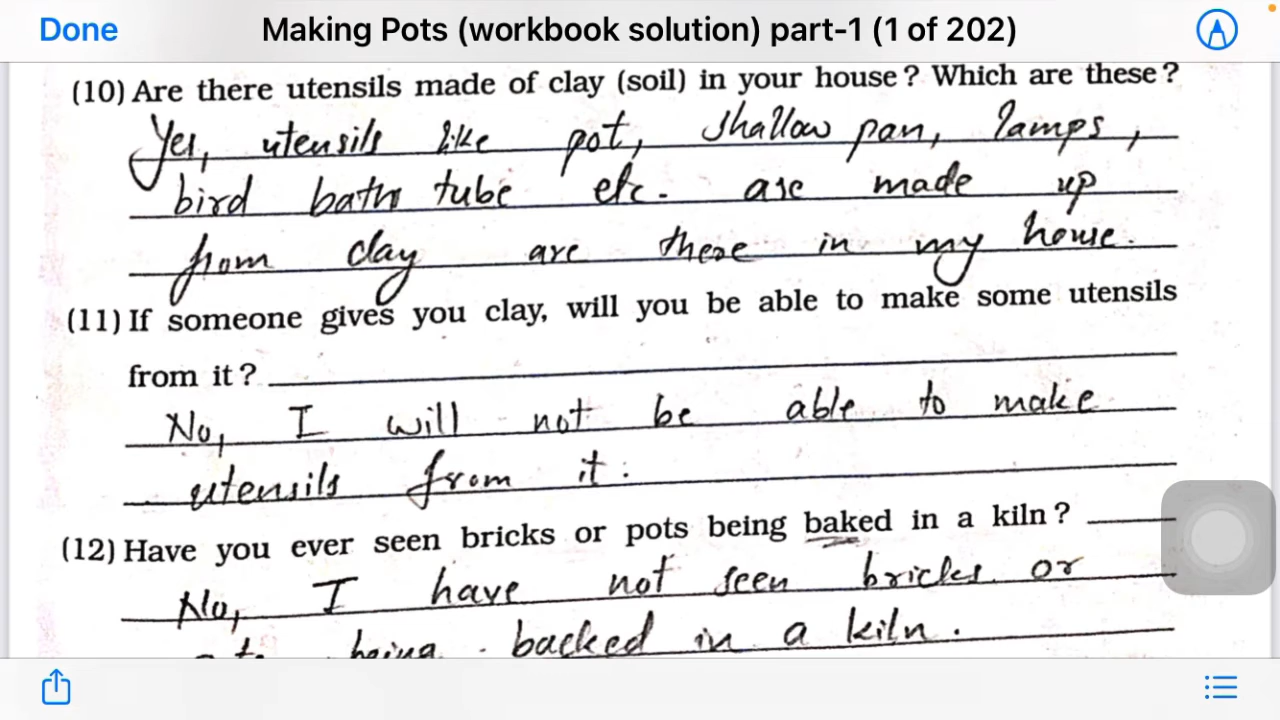 Done
Making Pots (workbook solution) part-1 (1 of 202)
(10) Are there utensils made of clay (soil) in your house? Which are these?
Yes, utensils like pot, shallow pan, lamps,
bird bath tube etc. are made up
from clay are there in my house.
(11) If someone gives you clay, will you be able to make some utensils
from it?
No, I will not be able to make
utensils from it.
(12) Have you ever seen bricks or pots being baked in a kiln?
No, I have not seen bricks or
being backed in a kiln.